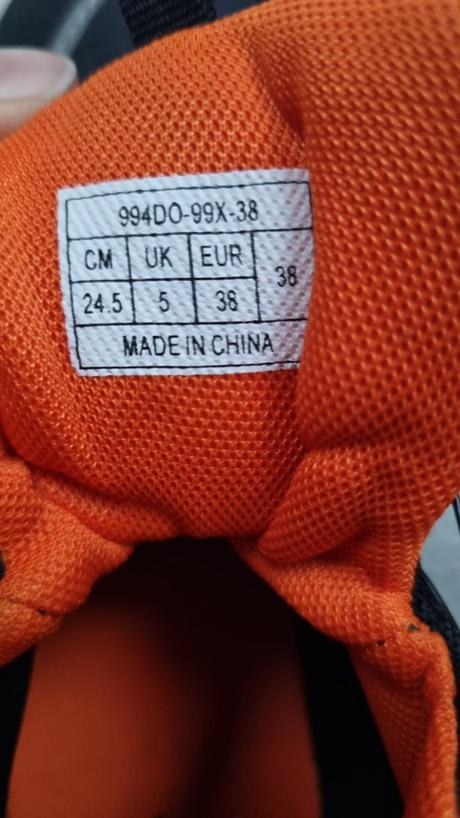 994DO-99X-38
CM UK EUR 38
24.5 5 38
MADE IN CHINA